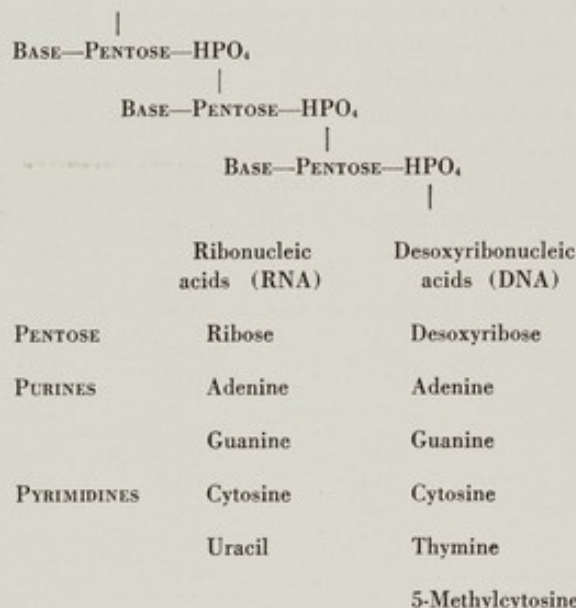 BASE—PENTOSE—HPO₄
BASE—PENTOSE—HPO₄
BASE—PENTOSE—HPO₄
Ribonucleic Desoxyribonucleic
acids (RNA) acids (DNA)
PENTOSE Ribose Desoxyribose
PURINES Adenine Adenine
Guanine Guanine
PYRIMIDINES Cytosine Cytosine
Uracil Thymine
5-Methylcytosine